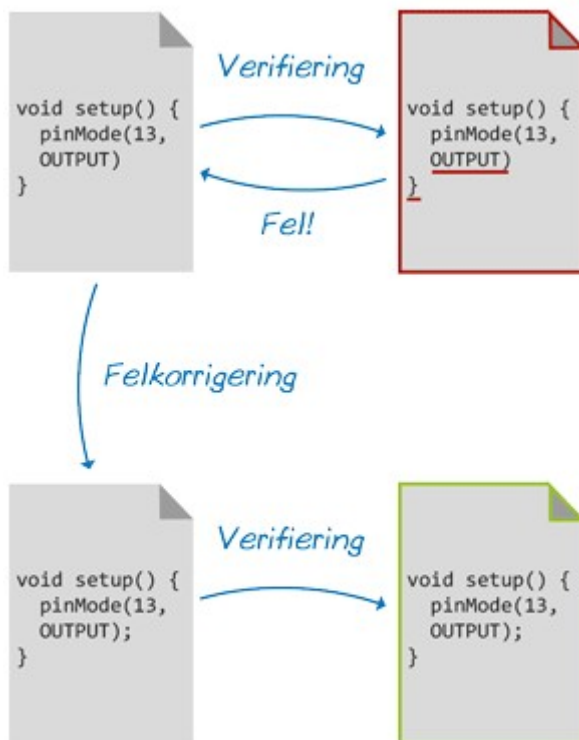 Verifiering
void setup() {
pinMode(13,
OUTPUT)
}
void setup() {
pinMode(13,
OUTPUT)
}
Fel!
Felkorrigering
Verifiering
void setup() {
pinMode(13,
OUTPUT);
}
void setup() {
pinMode(13,
OUTPUT);
}